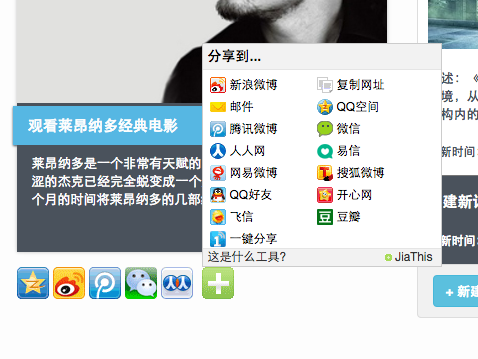 分享到...
新浪微博
复制网址
邮件
QQ空间
腾讯微博
微信
人人网
易信
网易微博
搜狐微博
QQ好友
开心网
飞信
豆瓣
一键分享
这是什么工具?
JiaThis
观看莱昂纳多经典电影
莱昂纳多是一个非常有天赋的
涩的杰克已经完全蜕变成一个
个月的时间将莱昂纳多的几部
述：《
境，从
构内的
新时间
建新
新时间
+ 新建